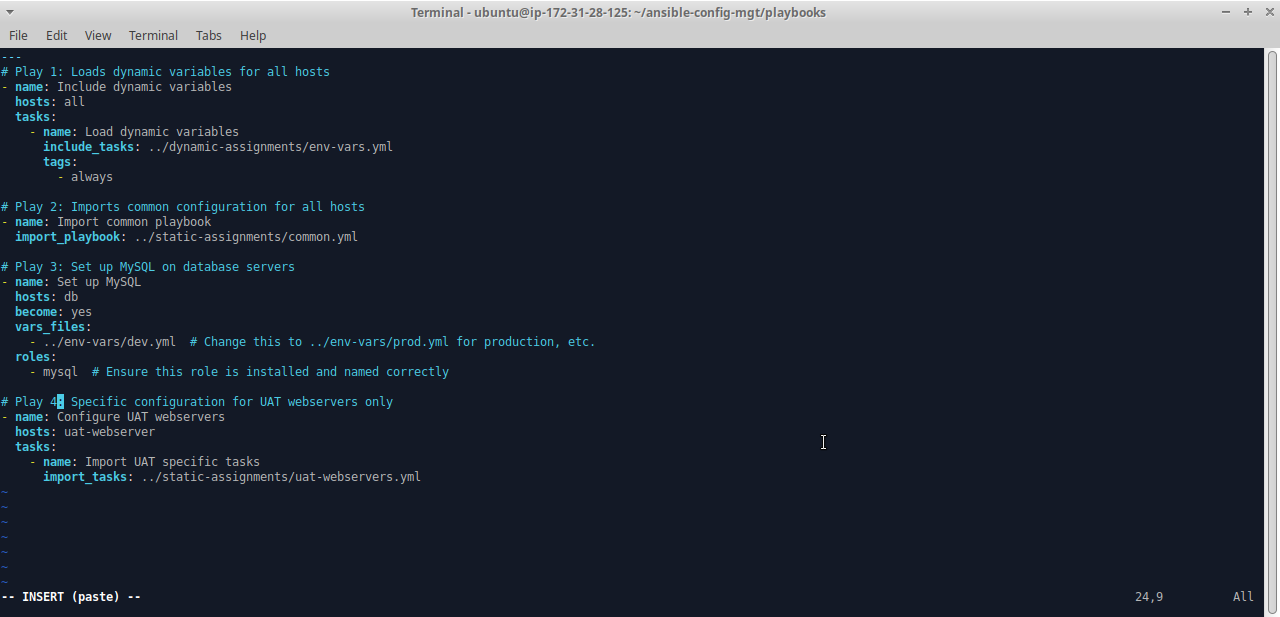 Terminal - ubuntu@ip-172-31-28-125: ~/ansible-config-mgt/playbooks
File Edit View Terminal Tabs Help
---
# Play 1: Loads dynamic variables for all hosts
- name: Include dynamic variables
  hosts: all
  tasks:
    - name: Load dynamic variables
      include_tasks: ../dynamic-assignments/env-vars.yml
      tags:
        - always

# Play 2: Imports common configuration for all hosts
- name: Import common playbook
  import_playbook: ../static-assignments/common.yml

# Play 3: Set up MySQL on database servers
- name: Set up MySQL
  hosts: db
  become: yes
  vars_files:
    - ../env-vars/dev.yml  # Change this to ../env-vars/prod.yml for production, etc.
  roles:
    - mysql  # Ensure this role is installed and named correctly

# Play 4: Specific configuration for UAT webservers only
- name: Configure UAT webservers
  hosts: uat-webserver
  tasks:
    - name: Import UAT specific tasks
      import_tasks: ../static-assignments/uat-webservers.yml
~
~
~
~
~
~
~
-- INSERT (paste) -- 24,9 All